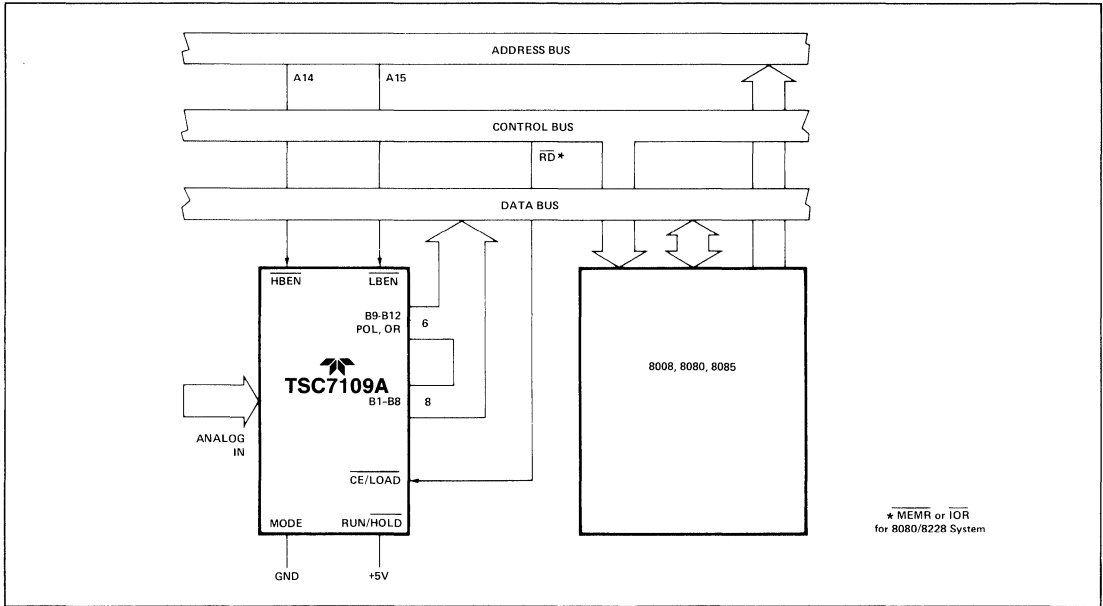 ADDRESS BUS
A14
A15
CONTROL BUS
RD *
DATA BUS
HBEN
LBEN
B9-B12
POL, OR
6
TSC7109A
B1-B8
8
8008, 8080, 8085
ANALOG
IN
CE/LOAD
MODE
RUN/HOLD
GND
+5V
* MEMR or IOR
for 8080/8228 System